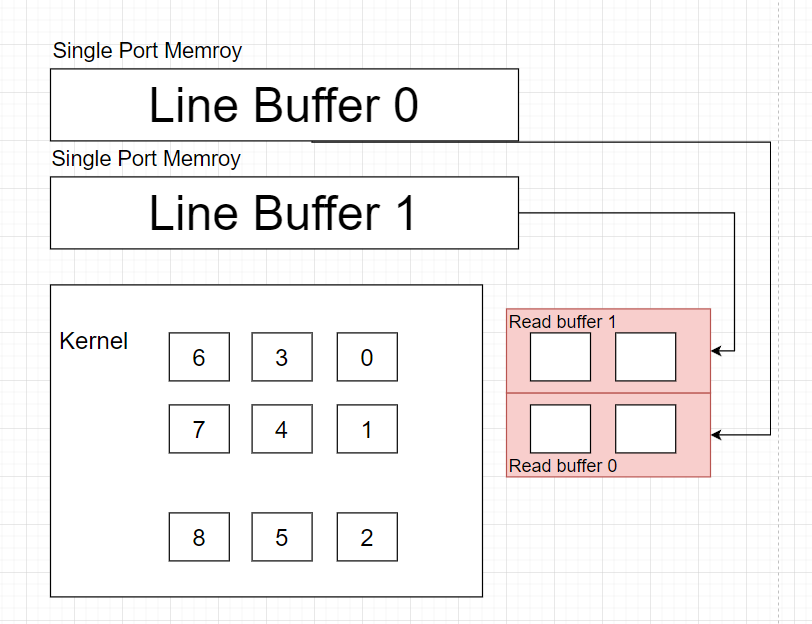 Single Port Memroy
Line Buffer 0
Single Port Memroy
Line Buffer 1
Kernel
6 3 0
7 4 1
8 5 2
Read buffer 1
Read buffer 0